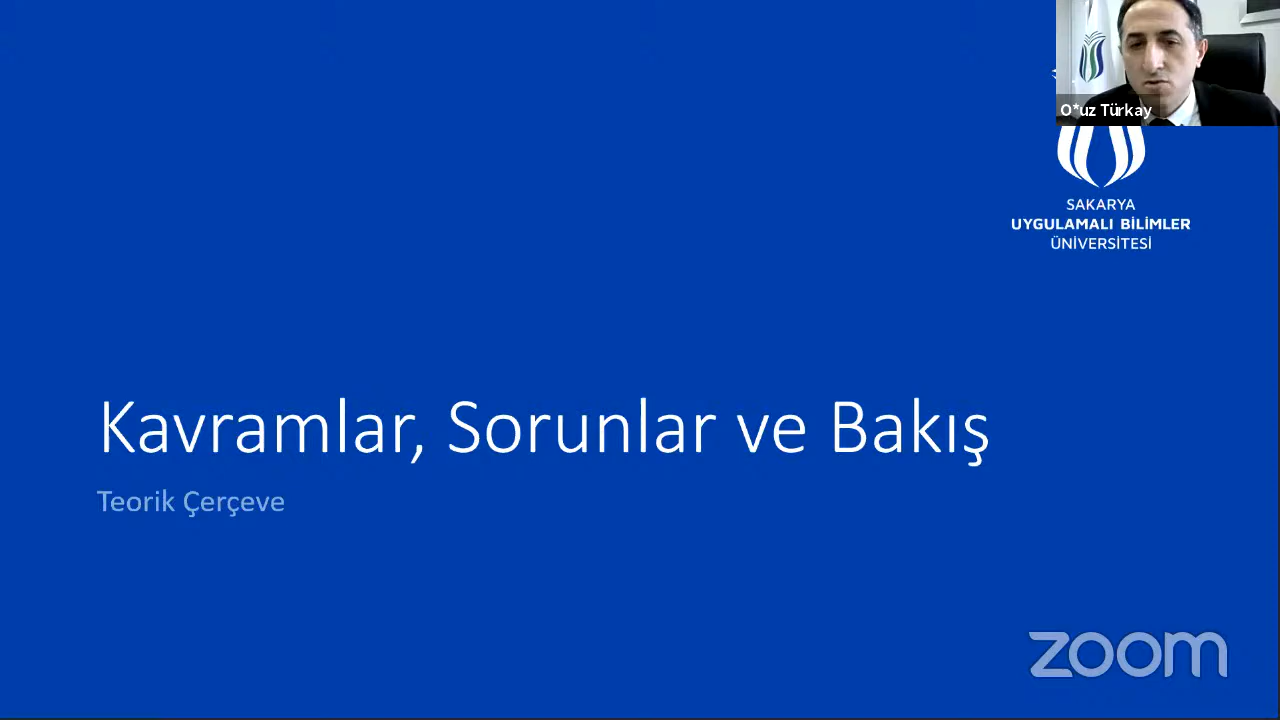 O*uz Türkay
SAKARYA
UYGULAMALI BİLİMLER
ÜNİVERSİTESİ
Kavramlar, Sorunlar ve Bakış
Teorik Çerçeve
zoom